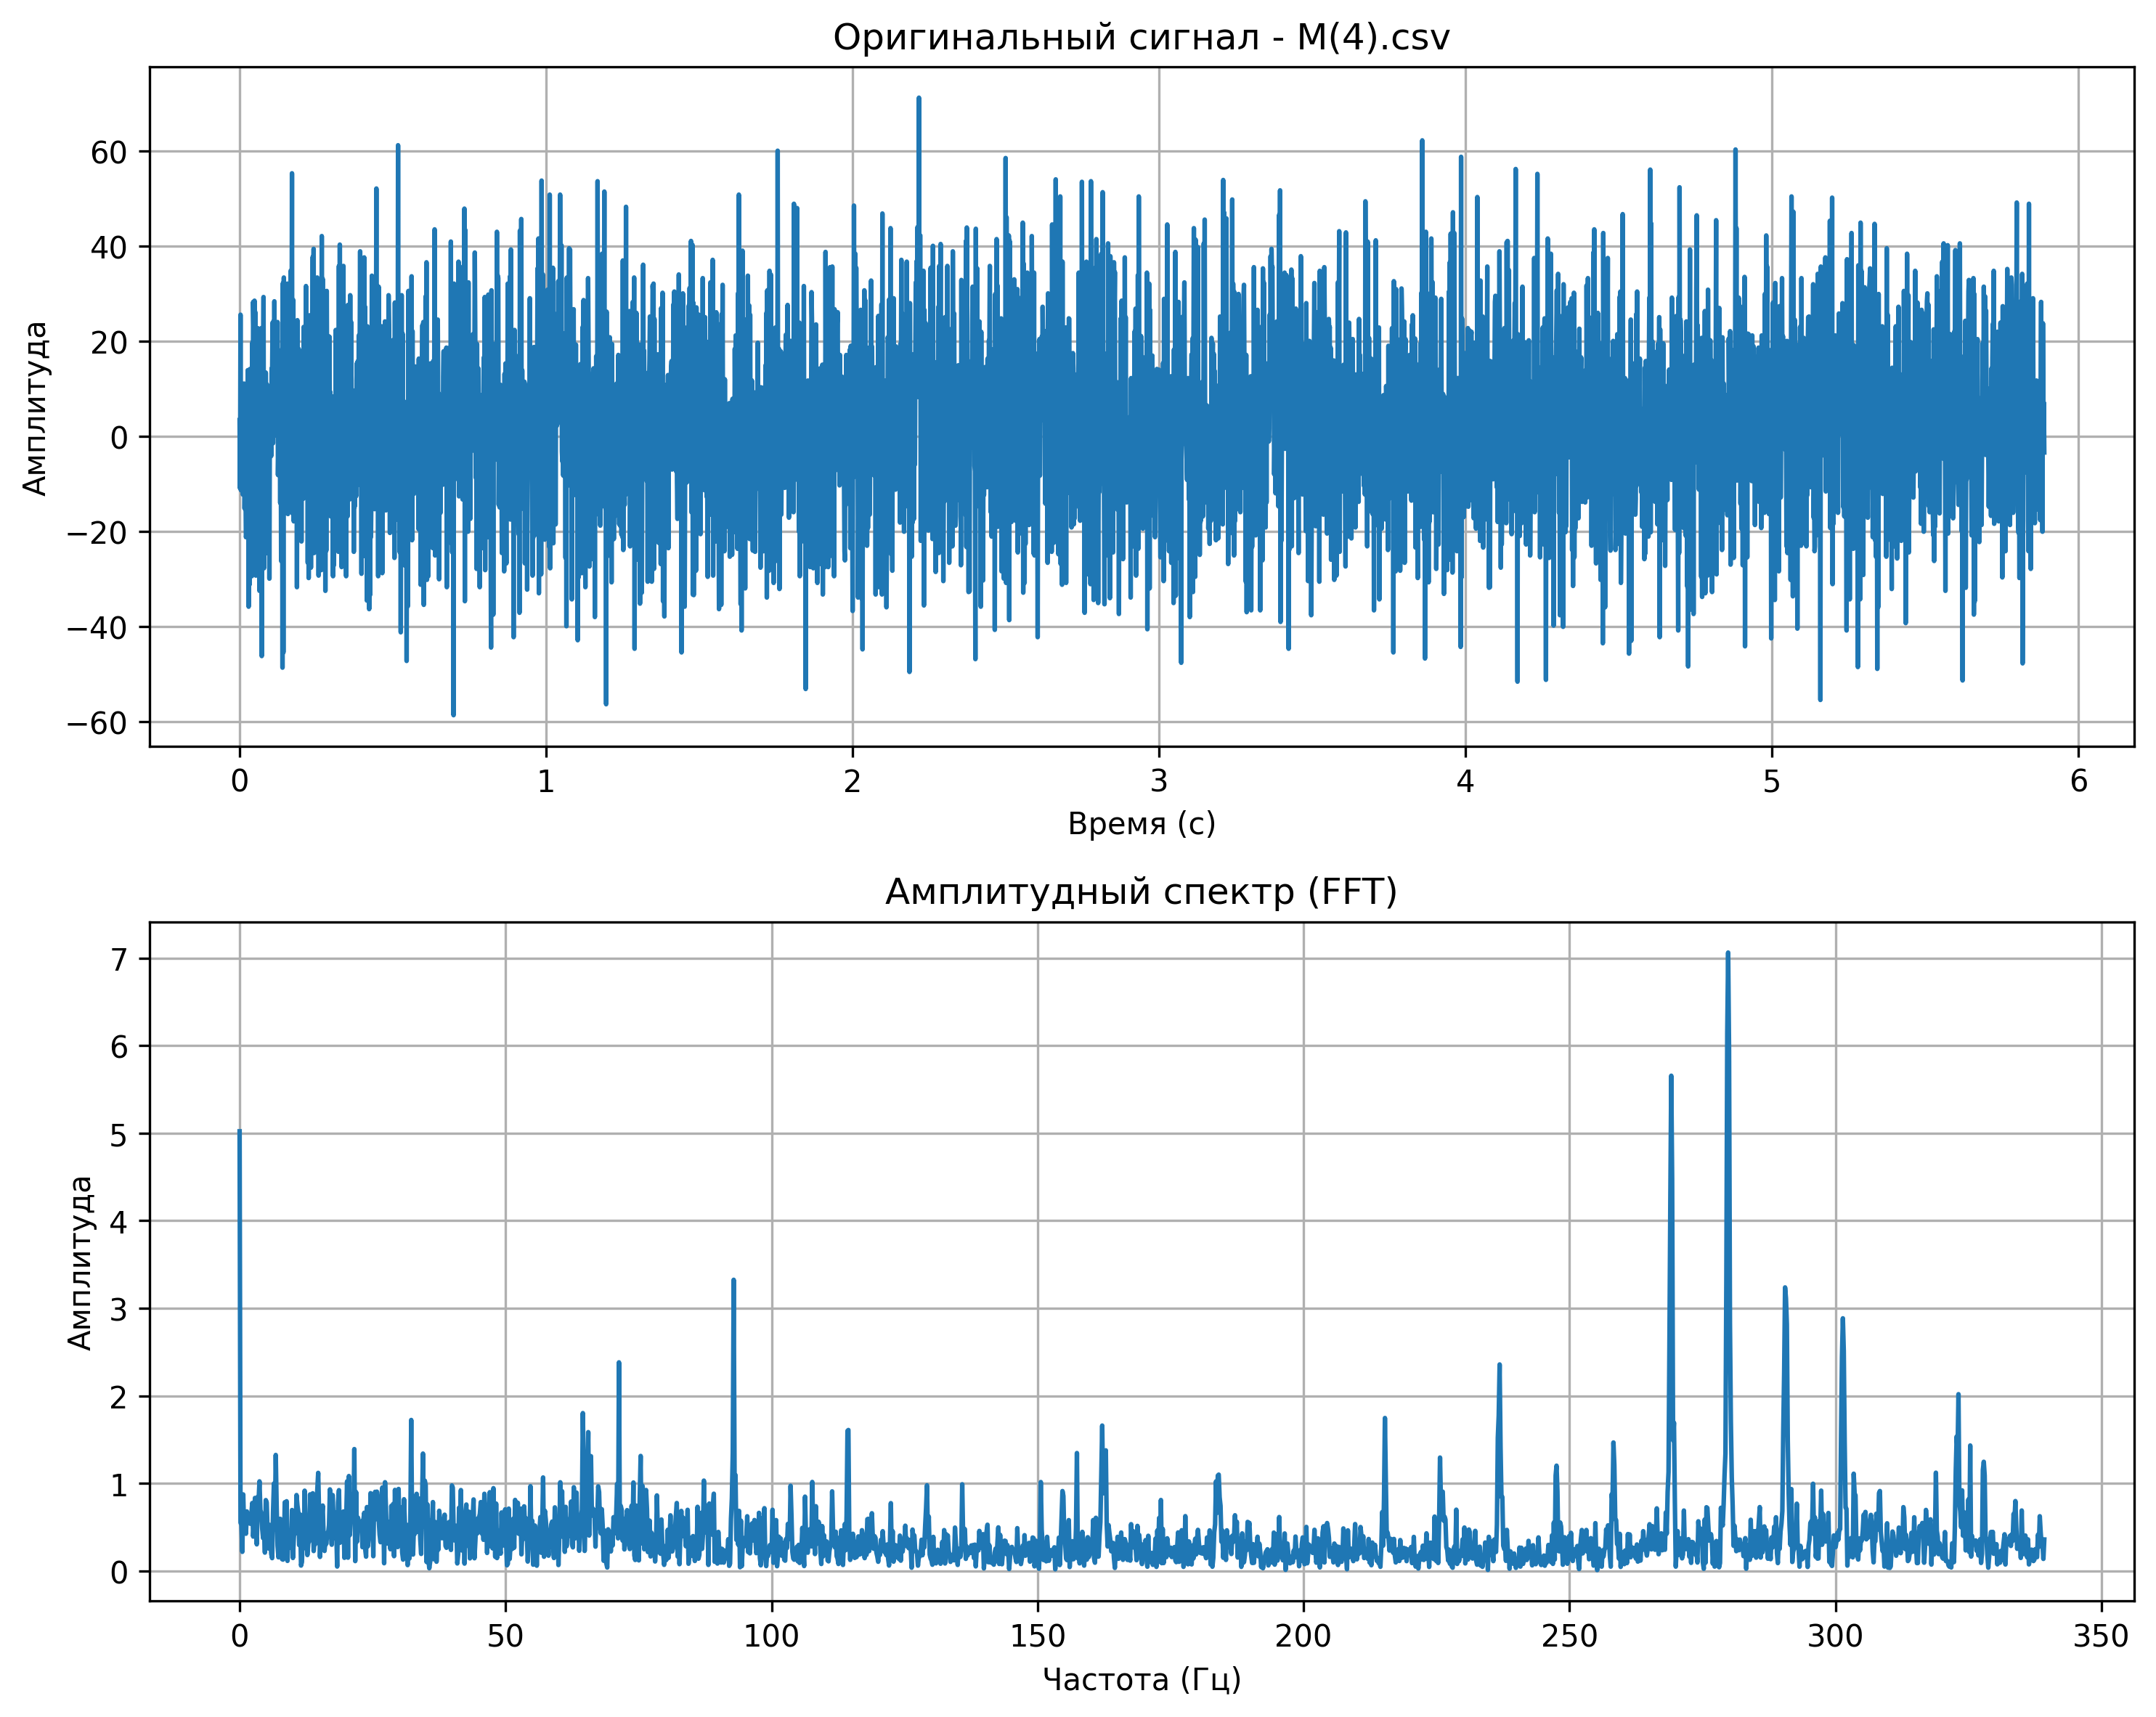 Оригинальный сигнал - M(4).csv
Амплитуда
60
40
20
0
−20
−40
−60
0 1 2 3 4 5 6
Время (с)
Амплитудный спектр (FFT)
Амплитуда
7
6
5
4
3
2
1
0
0 50 100 150 200 250 300 350
Частота (Гц)